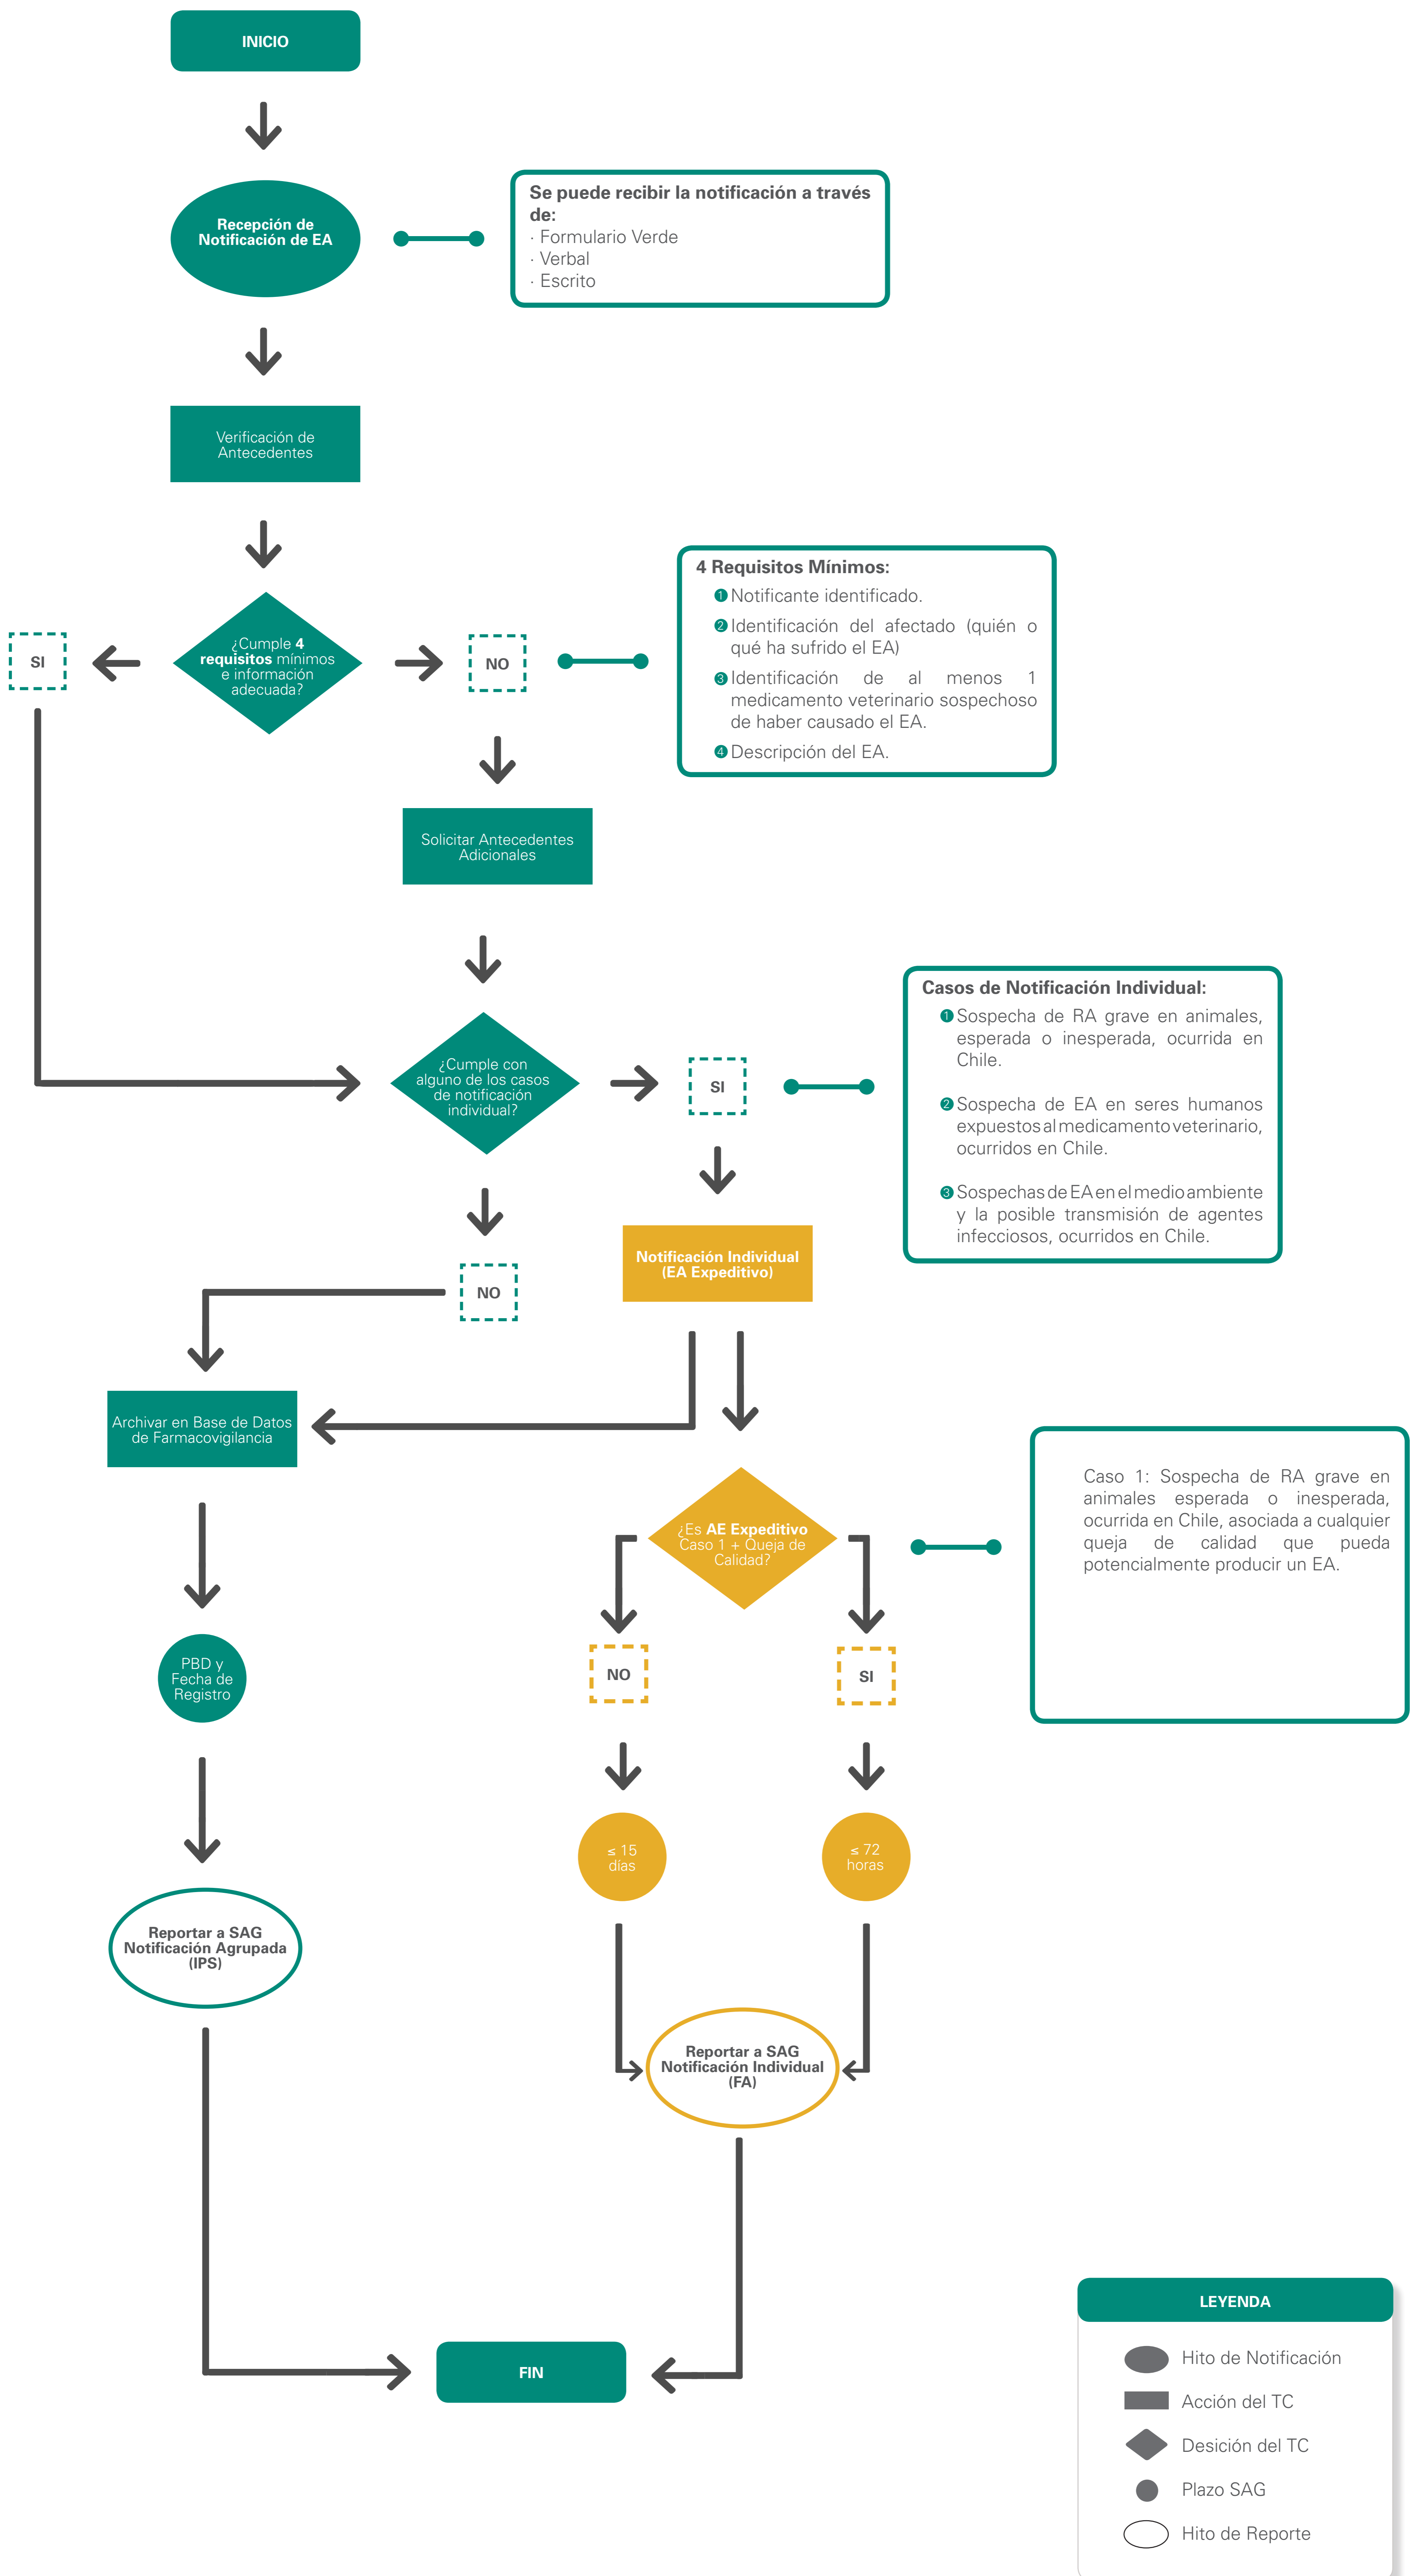 INICIO
Recepción de
Notificación de EA
Se puede recibir la notificación a través
de:
· Formulario Verde
· Verbal
· Escrito
Verificación de
Antecedentes
¿Cumple 4
requisitos mínimos
e información
adecuada?
SI
NO
4 Requisitos Mínimos:
1 Notificante identificado.
2 Identificación del afectado (quién o
qué ha sufrido el EA)
3 Identificación de al menos 1
medicamento veterinario sospechoso
de haber causado el EA.
4 Descripción del EA.
Solicitar Antecedentes
Adicionales
¿Cumple con
alguno de los casos
de notificación
individual?
SI
Casos de Notificación Individual:
1 Sospecha de RA grave en animales,
esperada o inesperada, ocurrida en
Chile.
2 Sospecha de EA en seres humanos
expuestos al medicamento veterinario,
ocurridos en Chile.
3 Sospechas de EA en el medio ambiente
y la posible transmisión de agentes
infecciosos, ocurridos en Chile.
NO
Notificación Individual
(EA Expeditivo)
Archivar en Base de Datos
de Farmacovigilancia
¿Es AE Expeditivo
Caso 1 + Queja de
Calidad?
Caso 1: Sospecha de RA grave en
animales esperada o inesperada,
ocurrida en Chile, asociada a cualquier
queja de calidad que pueda
potencialmente producir un EA.
PBD y
Fecha de
Registro
NO
SI
≤ 15
días
≤ 72
horas
Reportar a SAG
Notificación Agrupada
(IPS)
Reportar a SAG
Notificación Individual
(FA)
FIN
LEYENDA
Hito de Notificación
Acción del TC
Desición del TC
Plazo SAG
Hito de Reporte